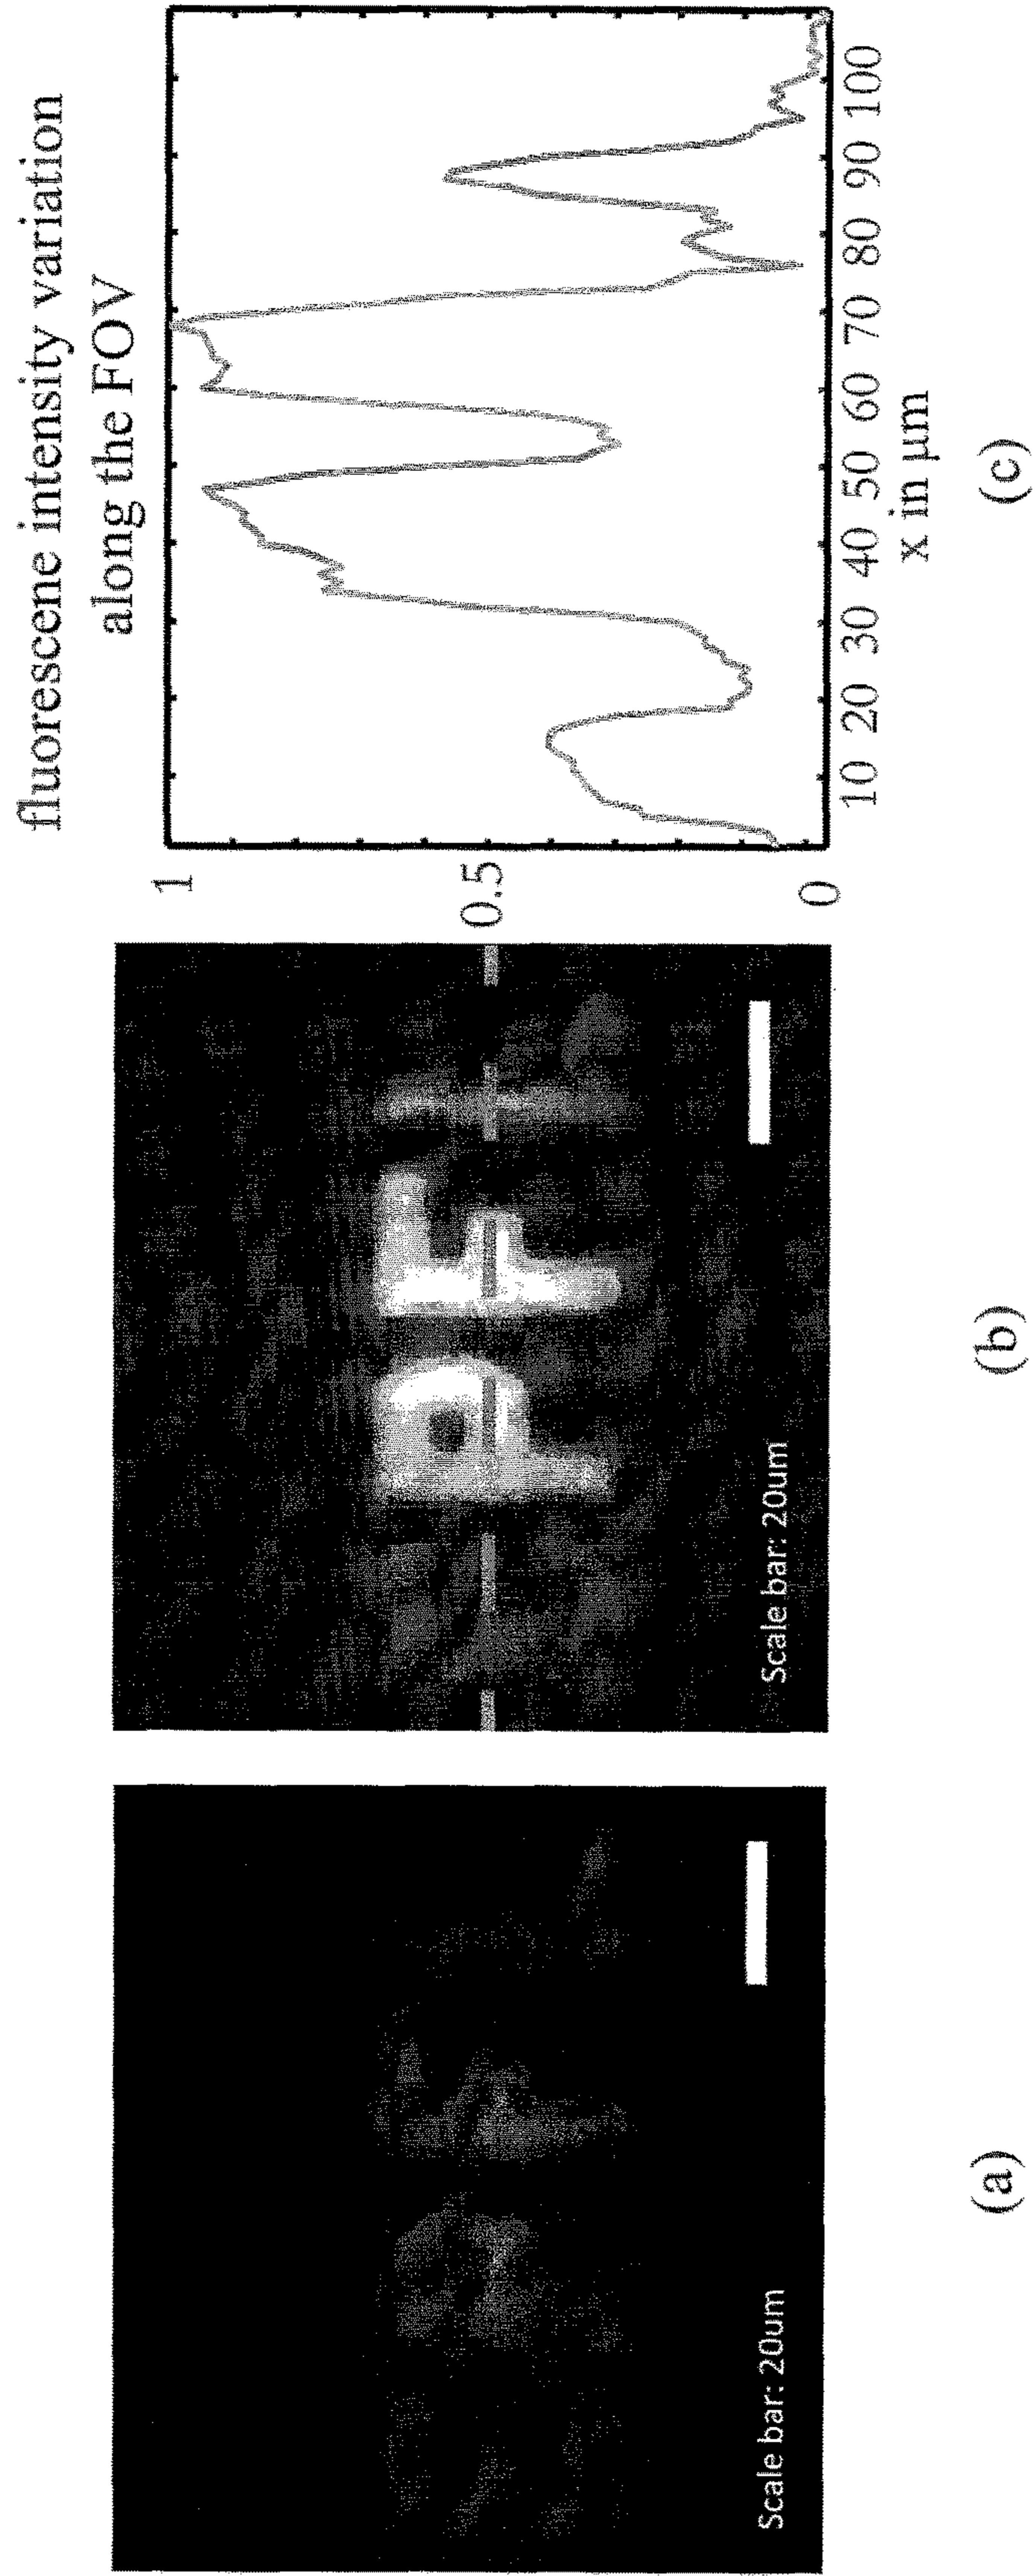 Scale bar: 20um
(a)
EPFL
Scale bar: 20um
(b)
fluorescene intensity variation
along the FOV
1
0.5
0
10 20 30 40 50 60 70 80 90 100
x in µm
(c)